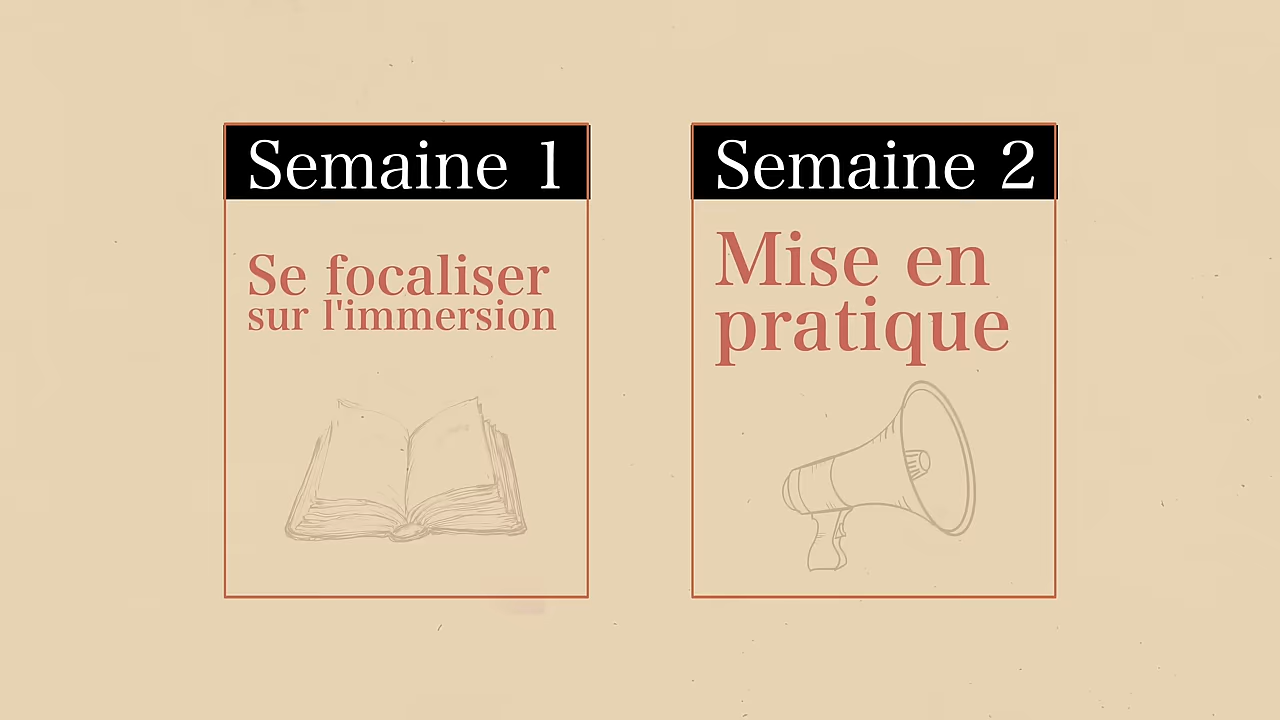 Semaine 1
Se focaliser
sur l'immersion
Semaine 2
Mise en
pratique